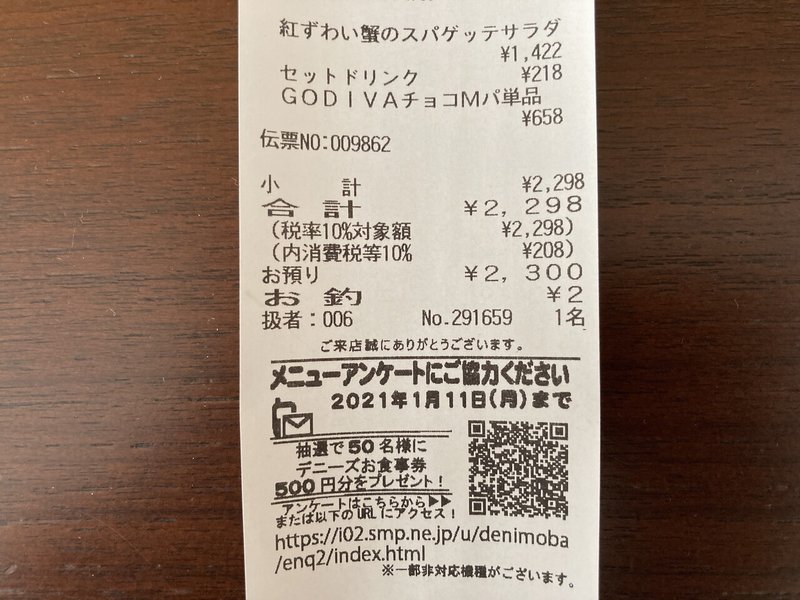 紅ずわい蟹のスパゲッテサラダ
¥1,422
セットドリンク ¥218
GODIVAチョコMパ単品
¥658
伝票NO:009862
小 計 ¥2,298
合 計 ¥2,298
(税率10%対象額 ¥2,298)
(内消費税等10% ¥208)
お預り ¥2,300
お 釣 ¥2
扱者:006 No.291659 1名
ご来店誠にありがとうございます。
メニューアンケートにご協力ください
2021年1月11日(月)まで
抽選で50名様に
デニーズお食事券
500円分をプレゼント!
アンケートはこちらから▶▶
または以下のURLにアクセス!
https://i02.smp.ne.jp/u/denimoba
/enq2/index.html
※一部非対応機種がございます。